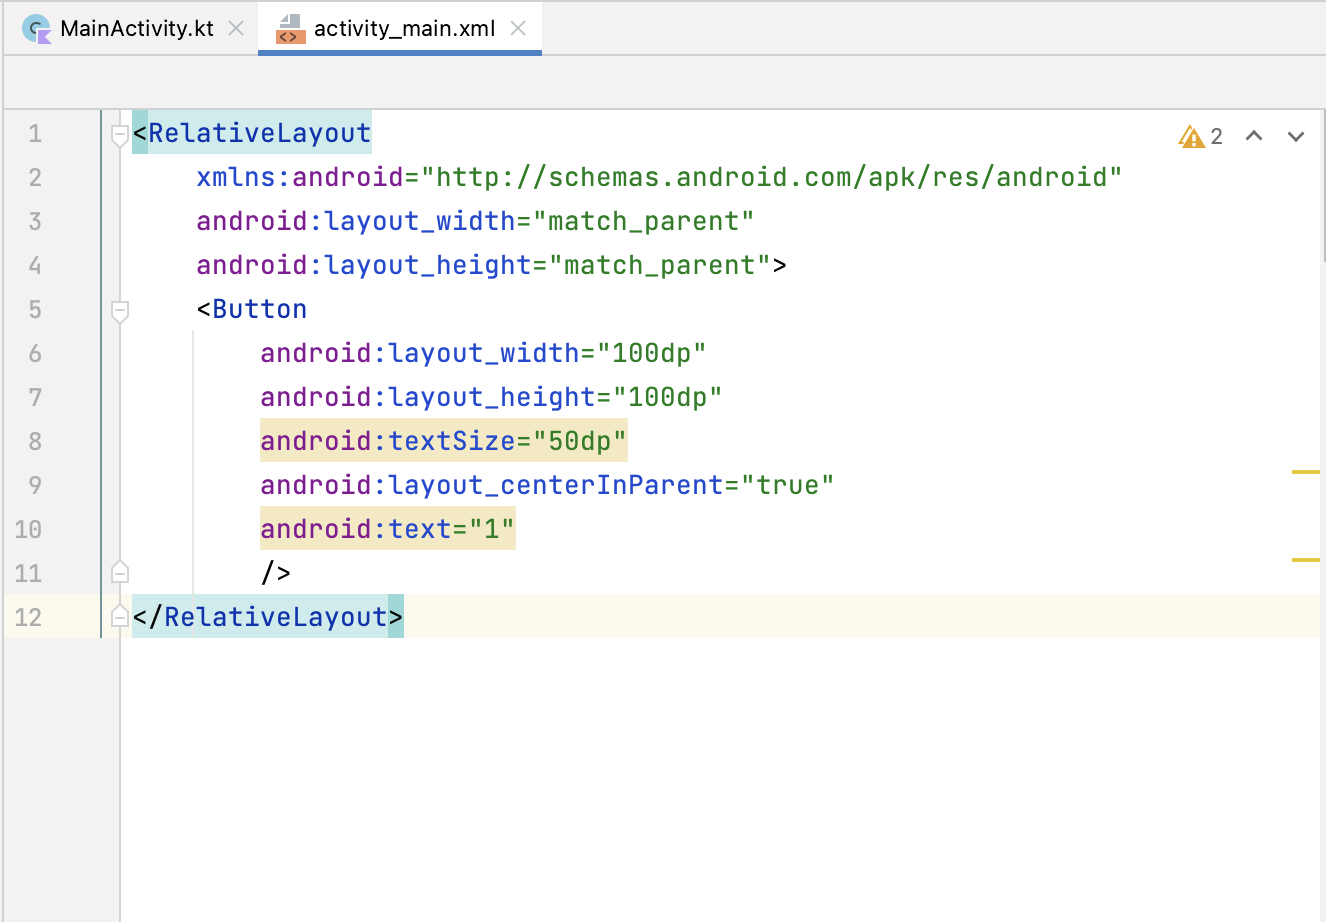 MainActivity.kt
activity_main.xml
2
1 <RelativeLayout
2 xmlns:android="http://schemas.android.com/apk/res/android"
3 android:layout_width="match_parent"
4 android:layout_height="match_parent">
5 <Button
6 android:layout_width="100dp"
7 android:layout_height="100dp"
8 android:textSize="50dp"
9 android:layout_centerInParent="true"
10 android:text="1"
11 />
12 </RelativeLayout>